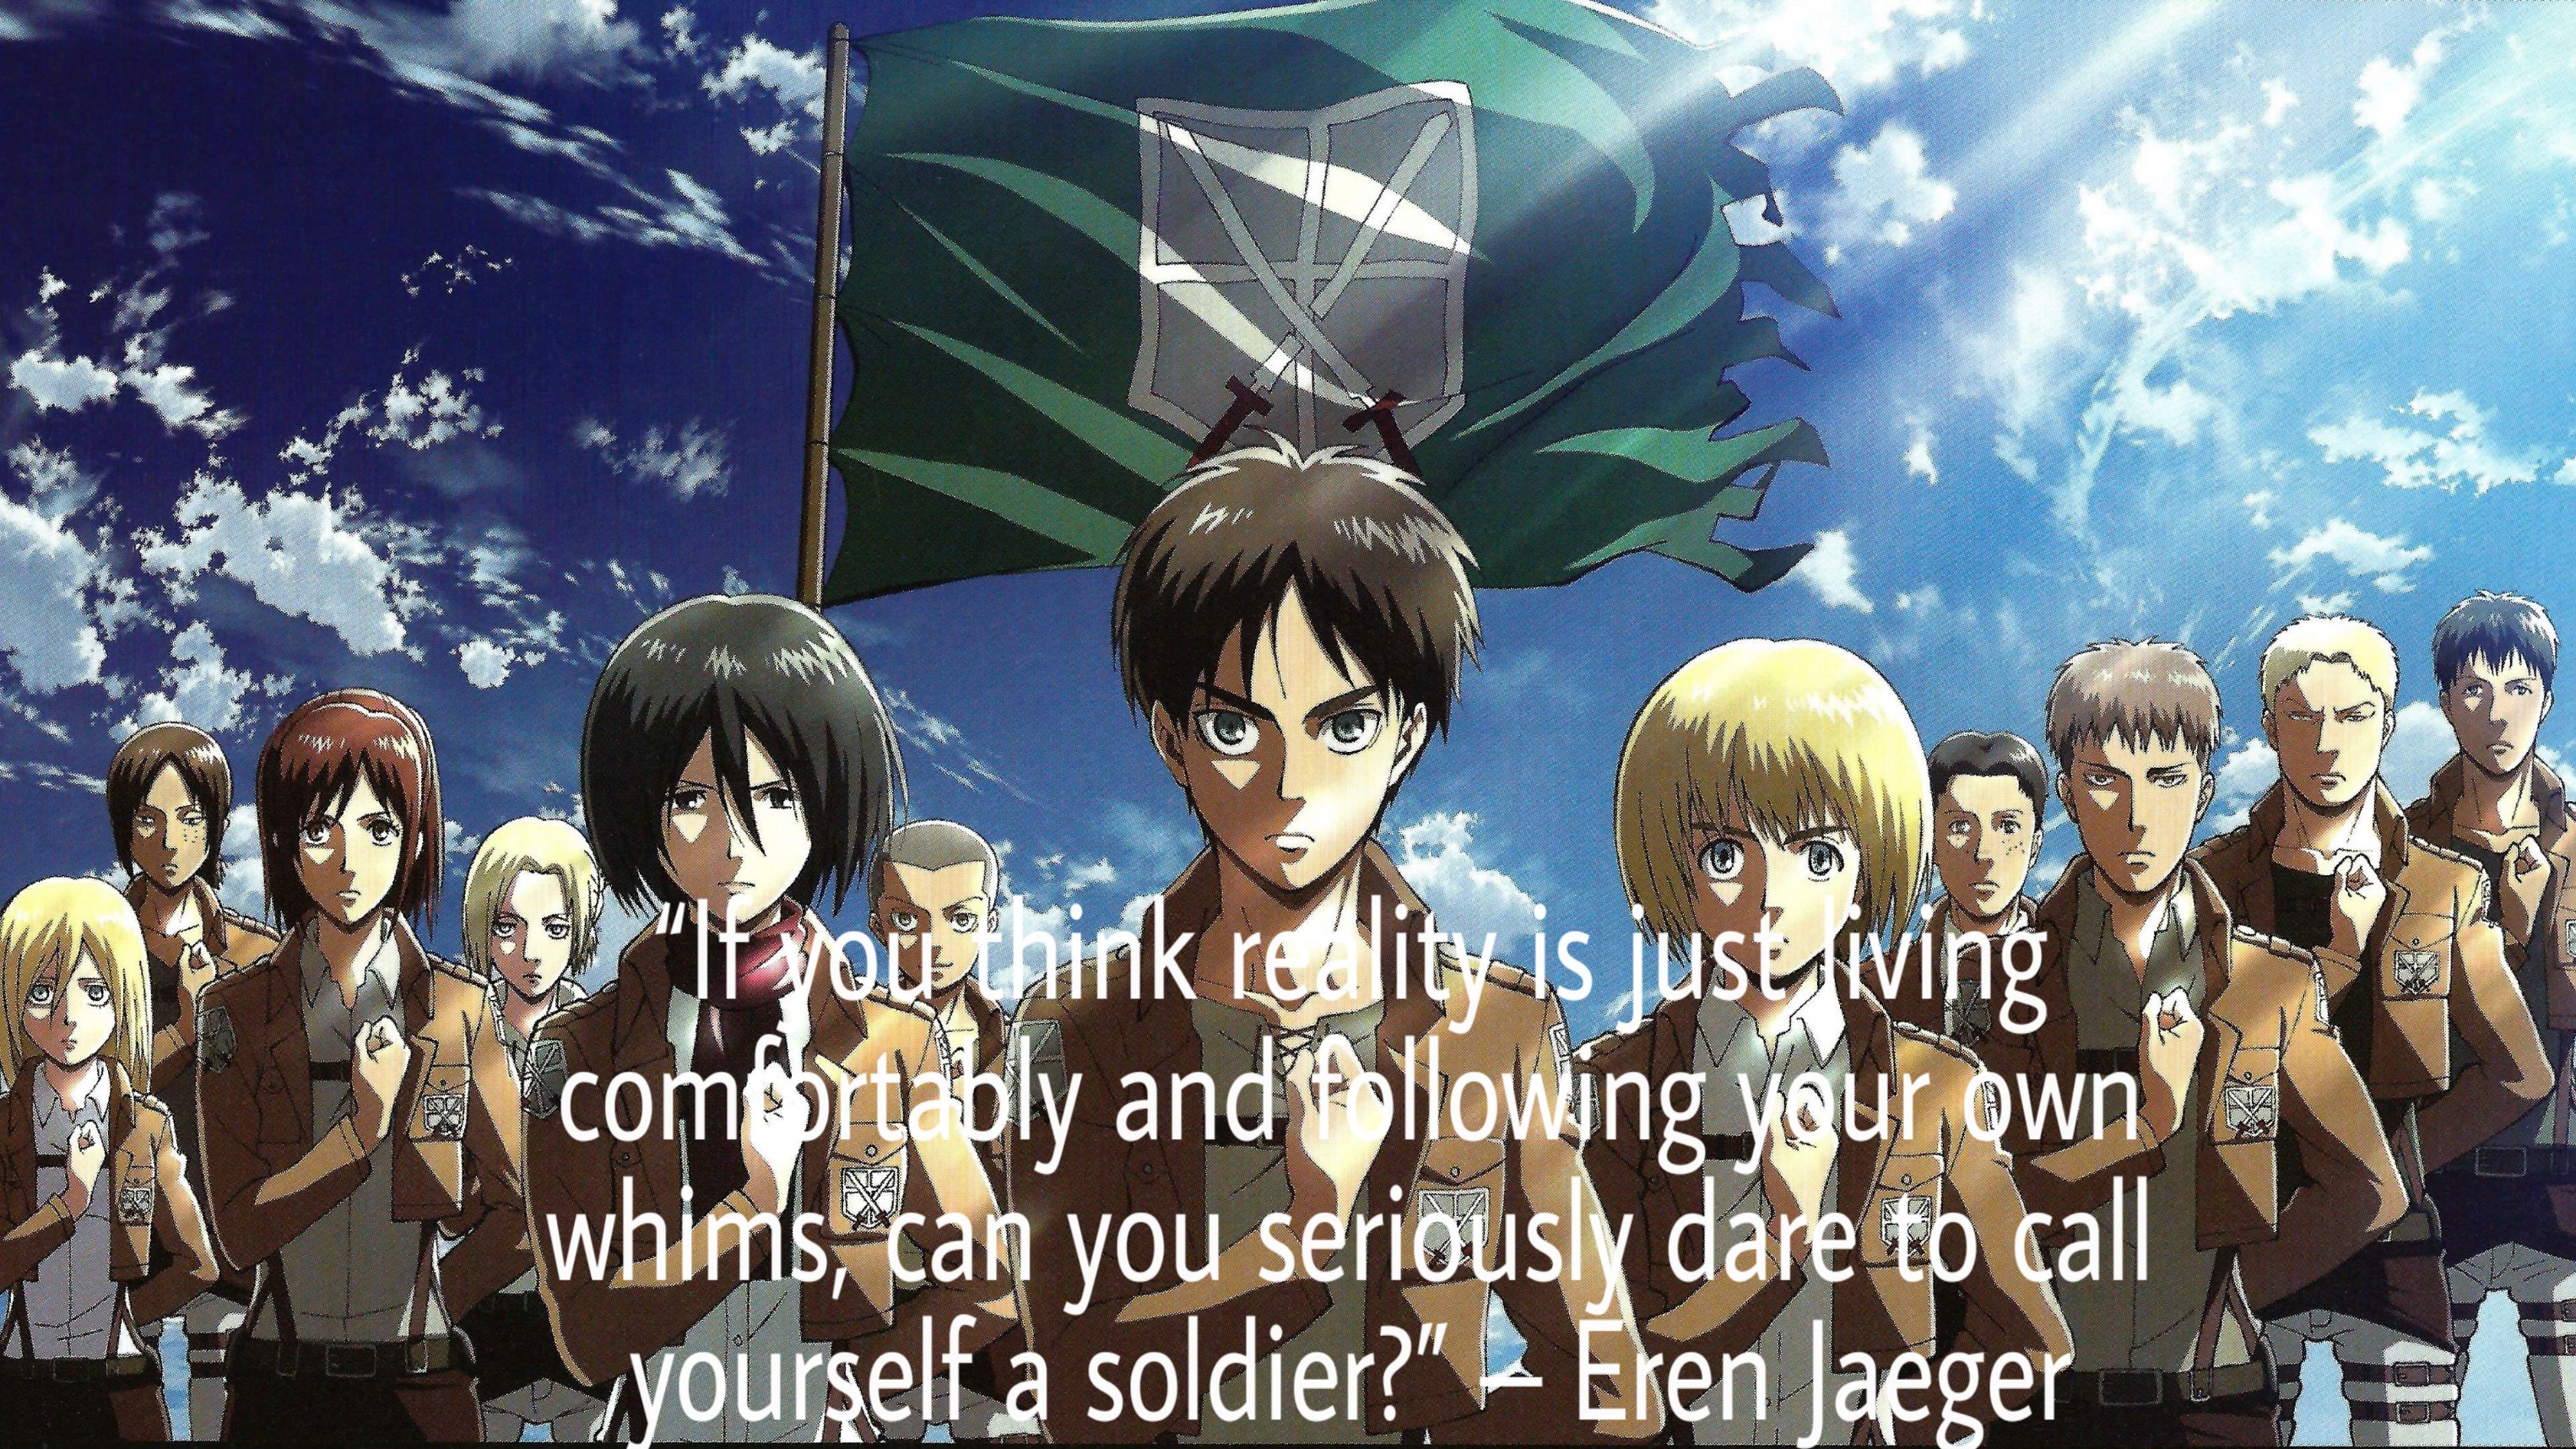 “If you think reality is just living
comfortably and following your own
whims, can you seriously dare to call
yourself a soldier?” – Eren Jaeger